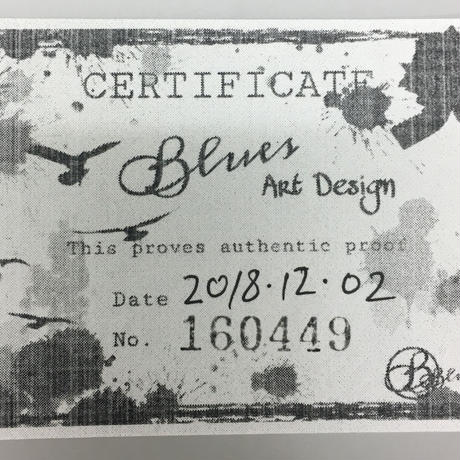 CERTIFICATE
Blues
Art Design
This proves authentic proof
Date 2018.12.02
No. 160449